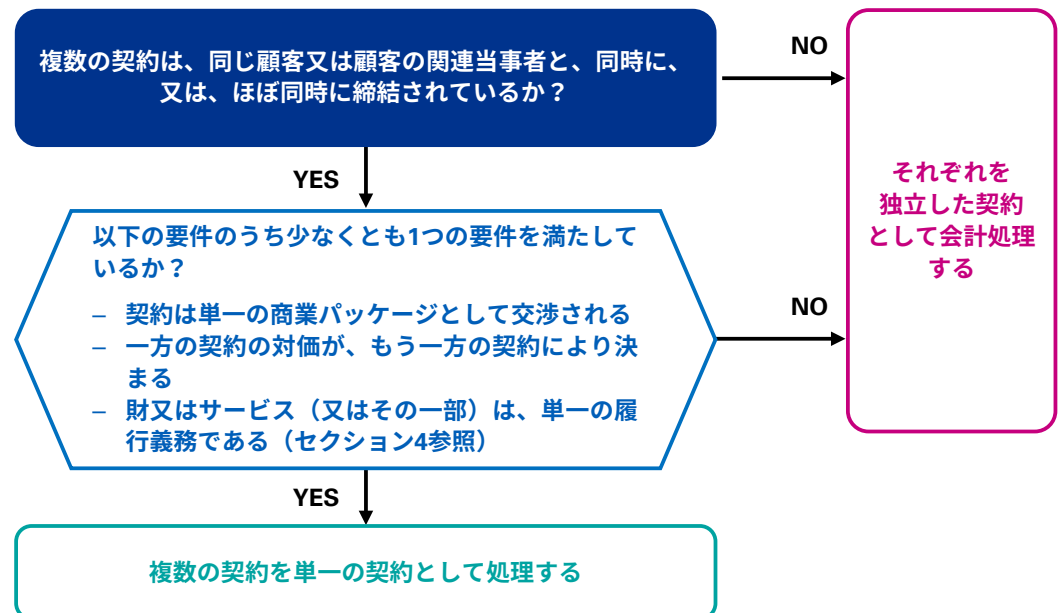 複数の契約は、同じ顧客又は顧客の関連当事者と、同時に、
又は、ほぼ同時に締結されているか？
NO
YES
それぞれを
独立した契約
として会計処理
する
以下の要件のうち少なくとも1つの要件を満たして
いるか？
– 契約は単一の商業パッケージとして交渉される
– 一方の契約の対価が、もう一方の契約により決
まる
– 財又はサービス（又はその一部）は、単一の履
行義務である（セクション4参照）
NO
YES
複数の契約を単一の契約として処理する